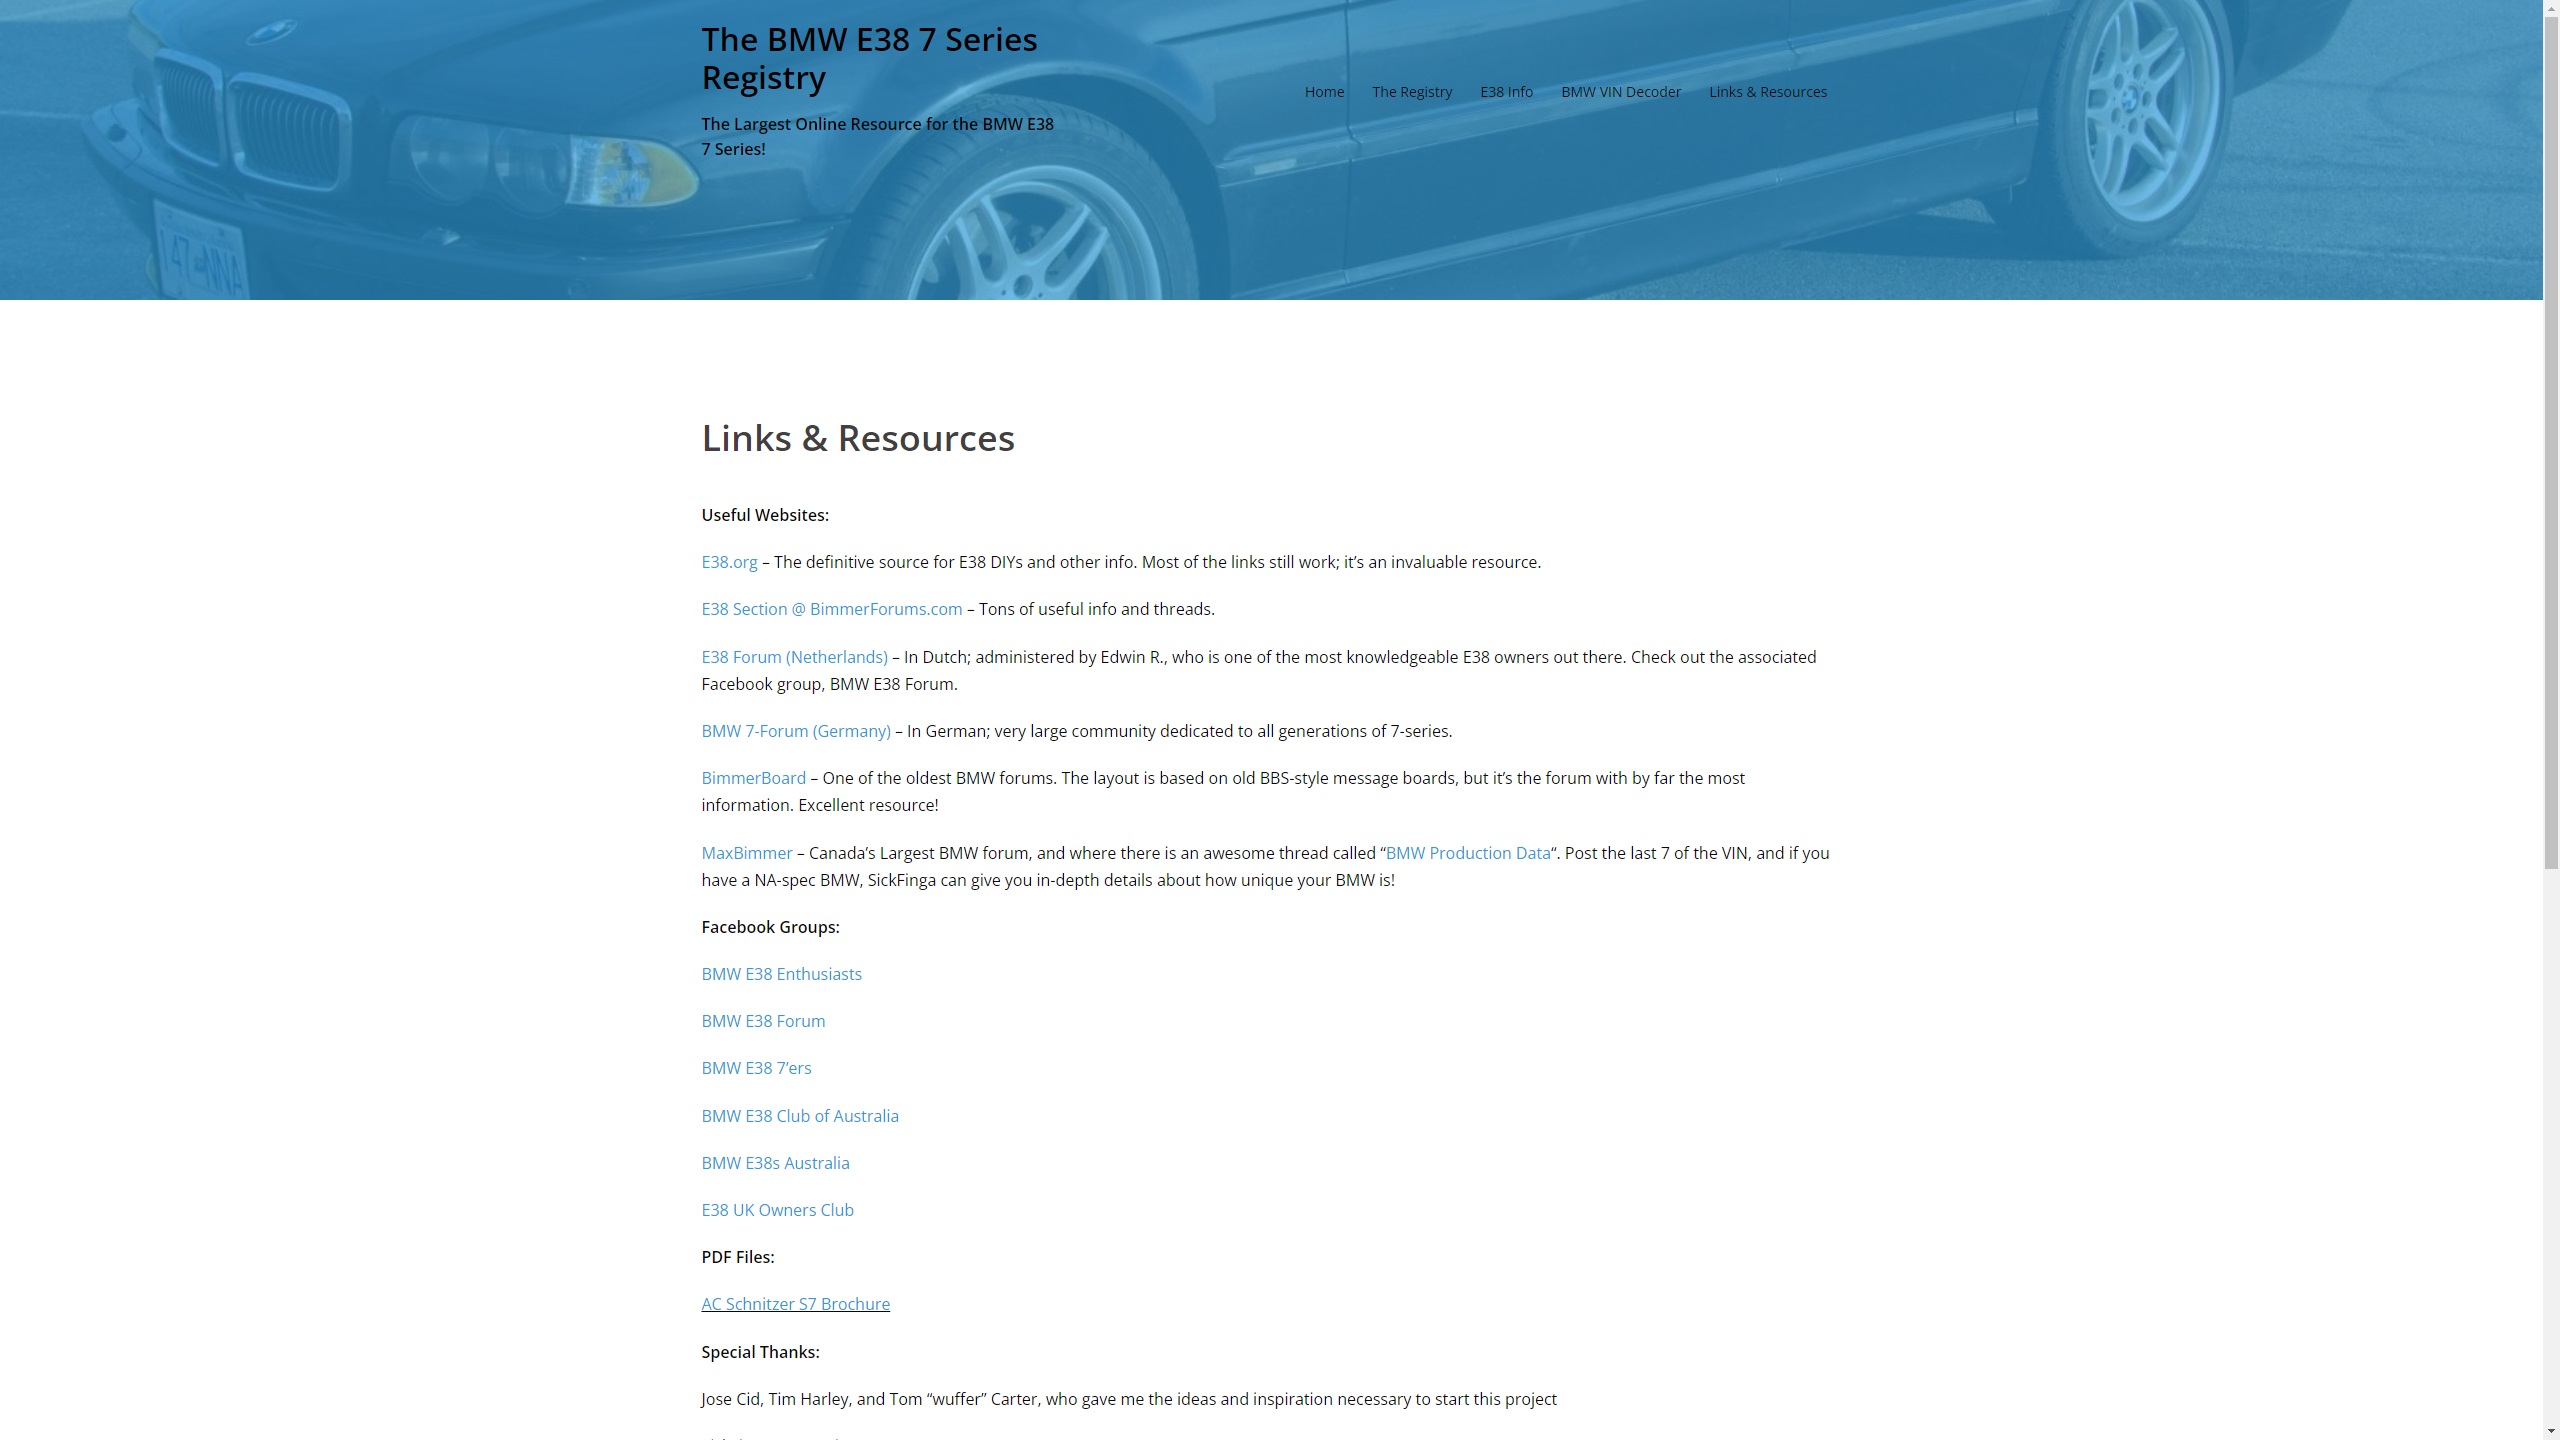 The BMW E38 7 Series
Registry
The Largest Online Resource for the BMW E38
7 Series!
Home The Registry E38 Info BMW VIN Decoder Links & Resources
Links & Resources
Useful Websites:
E38.org – The definitive source for E38 DIYs and other info. Most of the links still work; it’s an invaluable resource.
E38 Section @ BimmerForums.com – Tons of useful info and threads.
E38 Forum (Netherlands) – In Dutch; administered by Edwin R., who is one of the most knowledgeable E38 owners out there. Check out the associated
Facebook group, BMW E38 Forum.
BMW 7-Forum (Germany) – In German; very large community dedicated to all generations of 7-series.
BimmerBoard – One of the oldest BMW forums. The layout is based on old BBS-style message boards, but it’s the forum with by far the most
information. Excellent resource!
MaxBimmer – Canada’s Largest BMW forum, and where there is an awesome thread called “BMW Production Data“. Post the last 7 of the VIN, and if you
have a NA-spec BMW, SickFinga can give you in-depth details about how unique your BMW is!
Facebook Groups:
BMW E38 Enthusiasts
BMW E38 Forum
BMW E38 7’ers
BMW E38 Club of Australia
BMW E38s Australia
E38 UK Owners Club
PDF Files:
AC Schnitzer S7 Brochure
Special Thanks:
Jose Cid, Tim Harley, and Tom “wuffer” Carter, who gave me the ideas and inspiration necessary to start this project